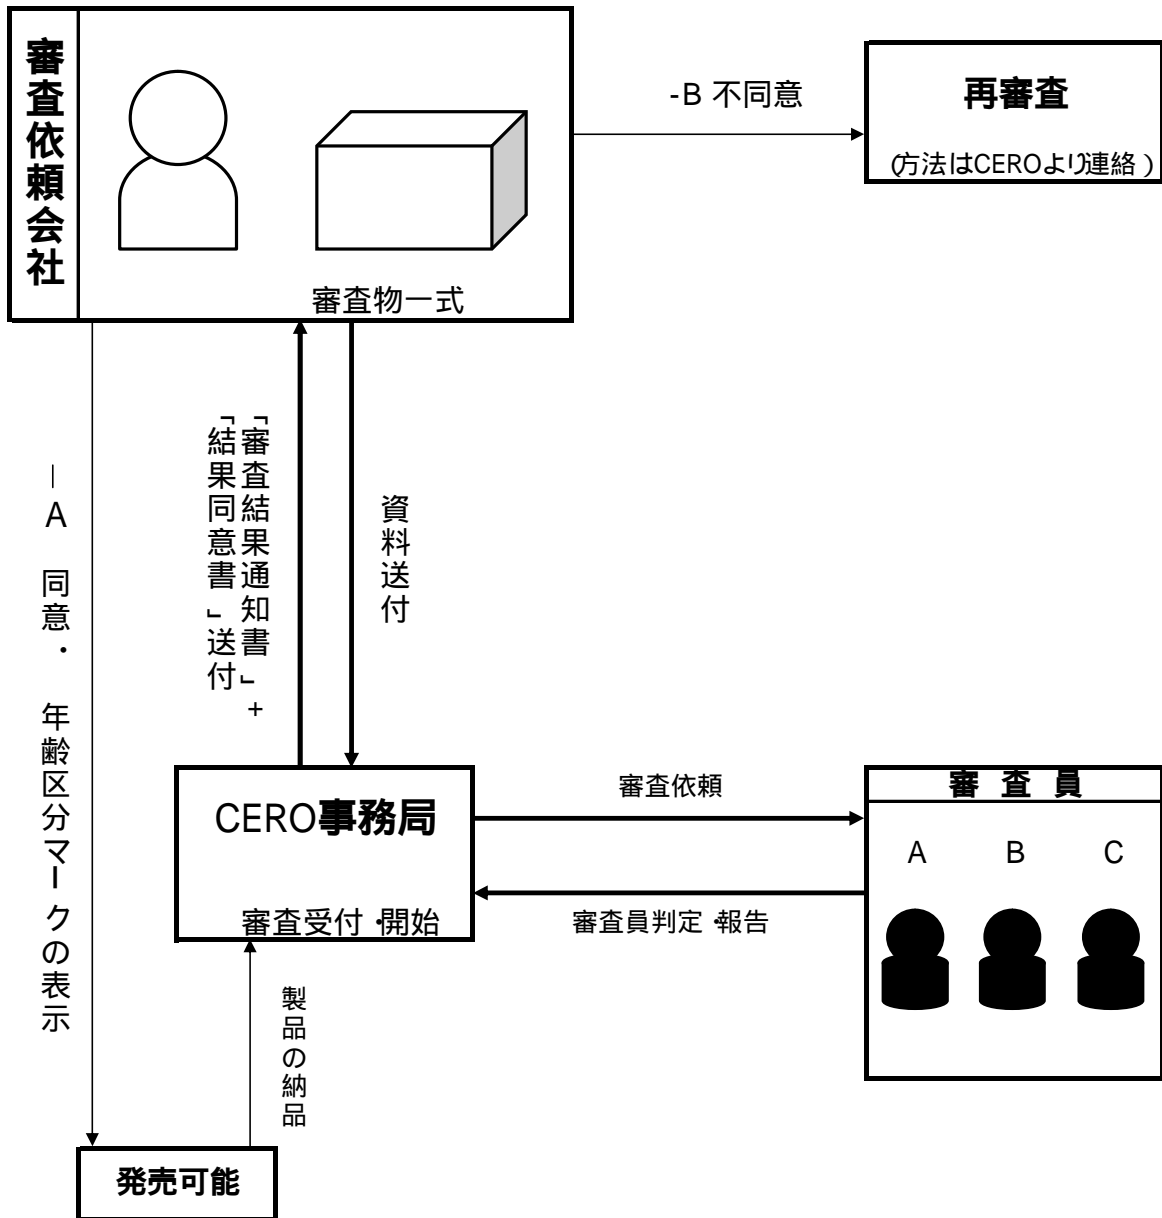 審査依頼会社
審査物一式
-B 不同意
再審査
(方法はCEROより連絡)
「審査結果通知書」+
「結果同意書」送付
資料送付
—A 同意・ 年齢区分マークの表示
CERO事務局
審査受付・開始
審査依頼
審査員判定・報告
審査員
A B C
製品の納品
発売可能